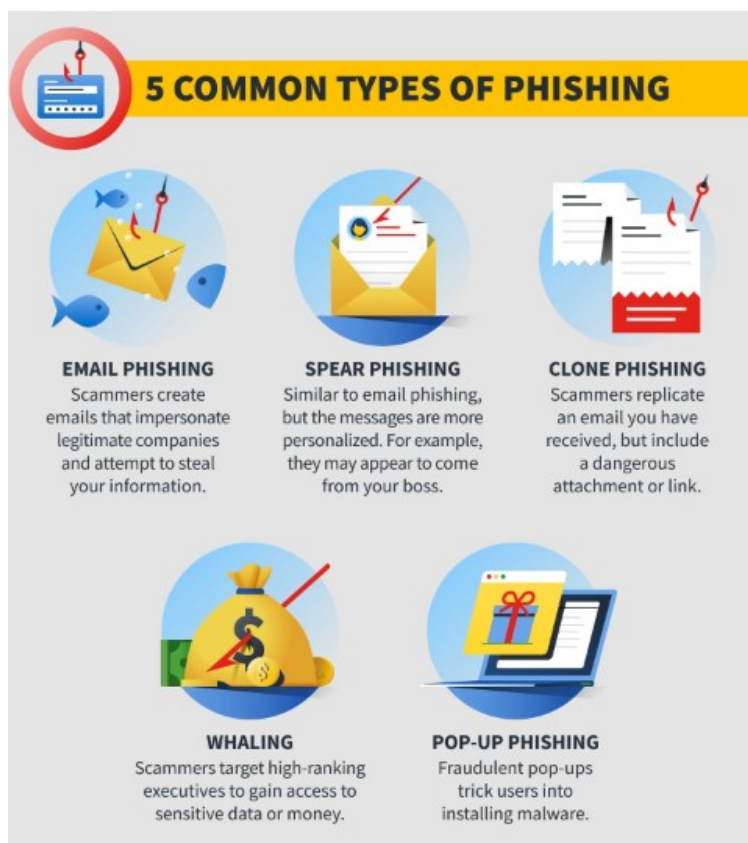 5 COMMON TYPES OF PHISHING
EMAIL PHISHING
Scammers create
emails that impersonate
legitimate companies
and attempt to steal
your information.
SPEAR PHISHING
Similar to email phishing,
but the messages are more
personalized. For example,
they may appear to come
from your boss.
CLONE PHISHING
Scammers replicate
an email you have
received, but include
a dangerous
attachment or link.
$
$
WHALING
Scammers target high-ranking
executives to gain access to
sensitive data or money.
POP-UP PHISHING
Fraudulent pop-ups
trick users into
installing malware.